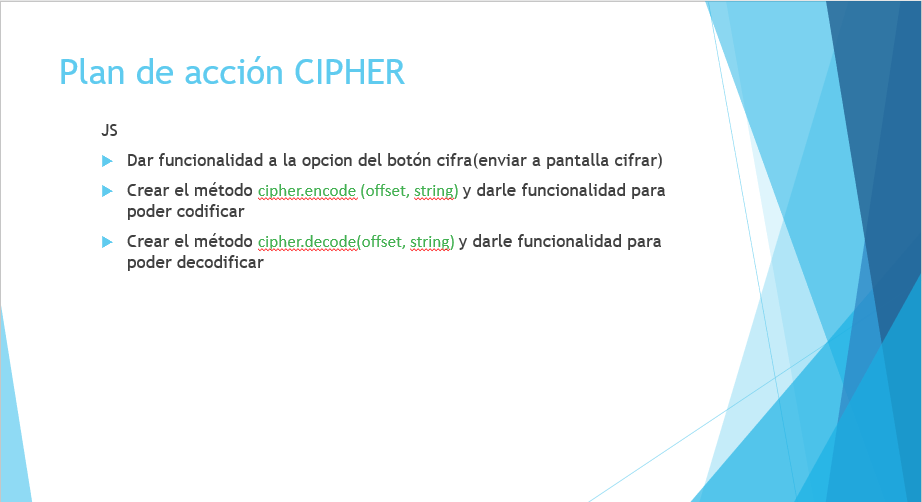 Plan de acción CIPHER
JS
Dar funcionalidad a la opcion del botón cifra(enviar a pantalla cifrar)
Crear el método cipher.encode (offset, string) y darle funcionalidad para
poder codificar
Crear el método cipher.decode(offset, string) y darle funcionalidad para
poder decodificar